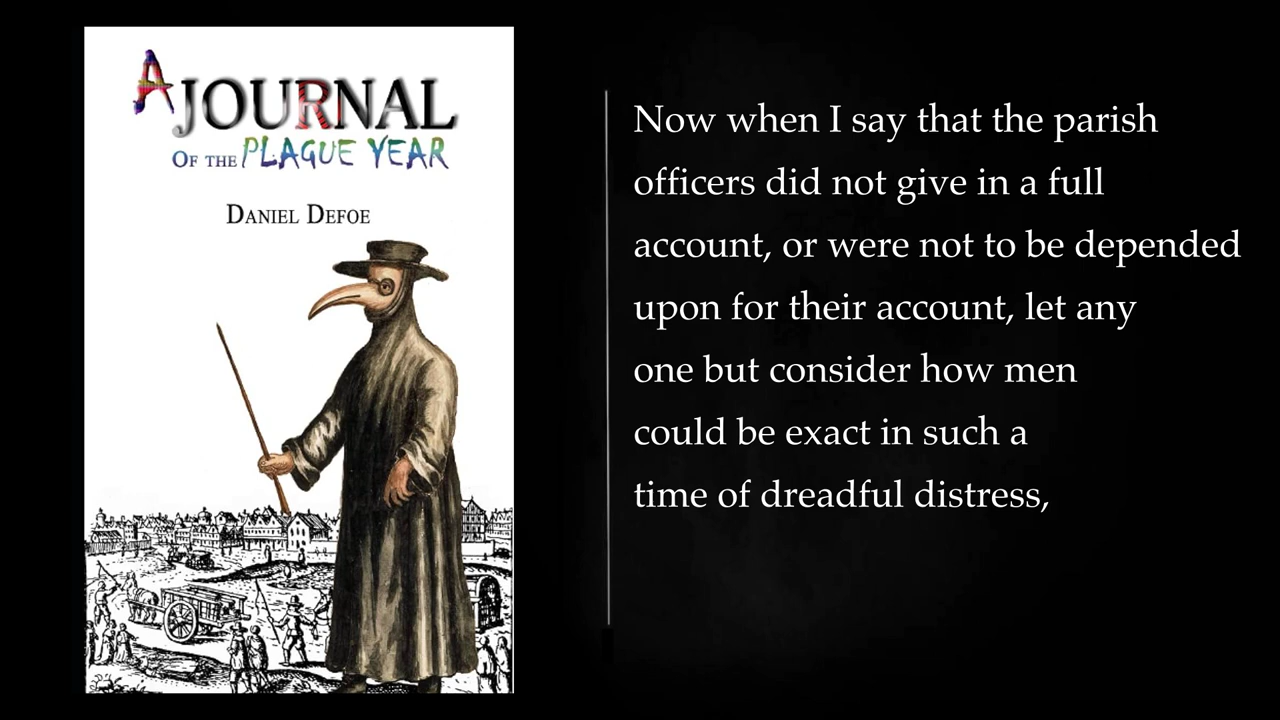 A JOURNAL
OF THE PLAGUE YEAR
DANIEL DEFOE
Now when I say that the parish
officers did not give in a full
account, or were not to be depended
upon for their account, let any
one but consider how men
could be exact in such a
time of dreadful distress,